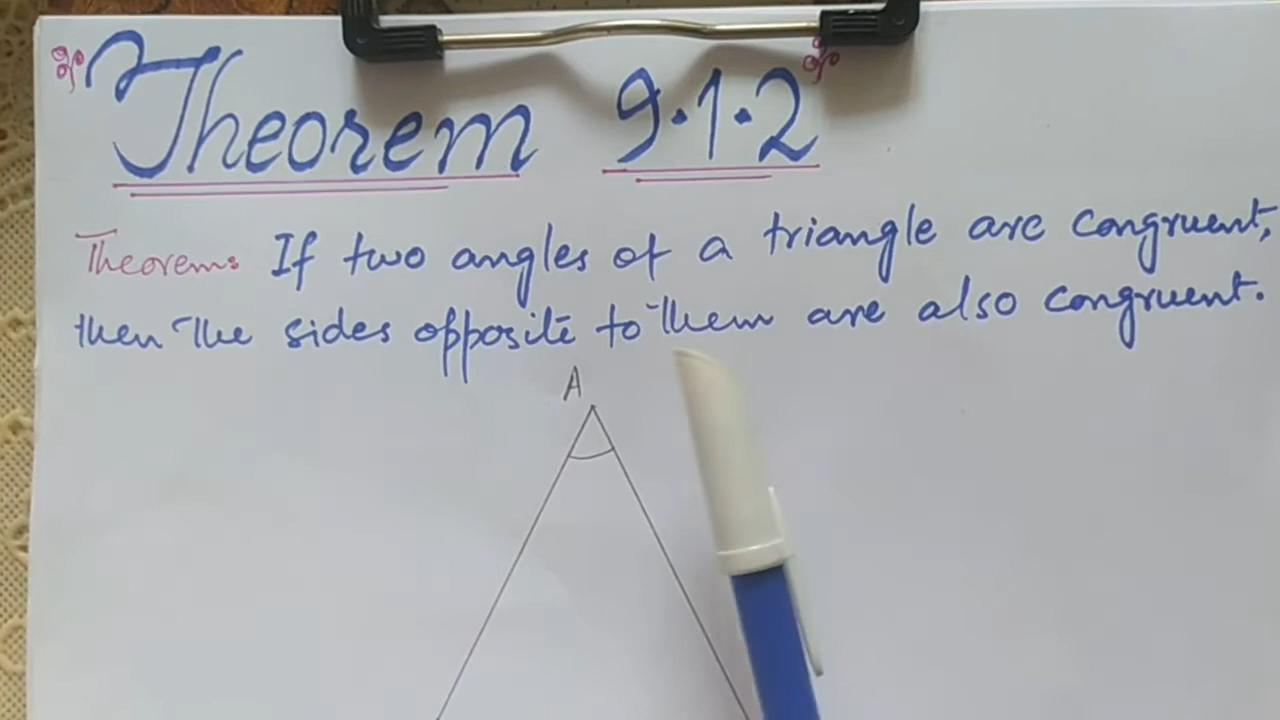 Theorem 9.1.2
Theorem: If two angles of a triangle are congruent,
then the sides opposite to them are also congruent.
A